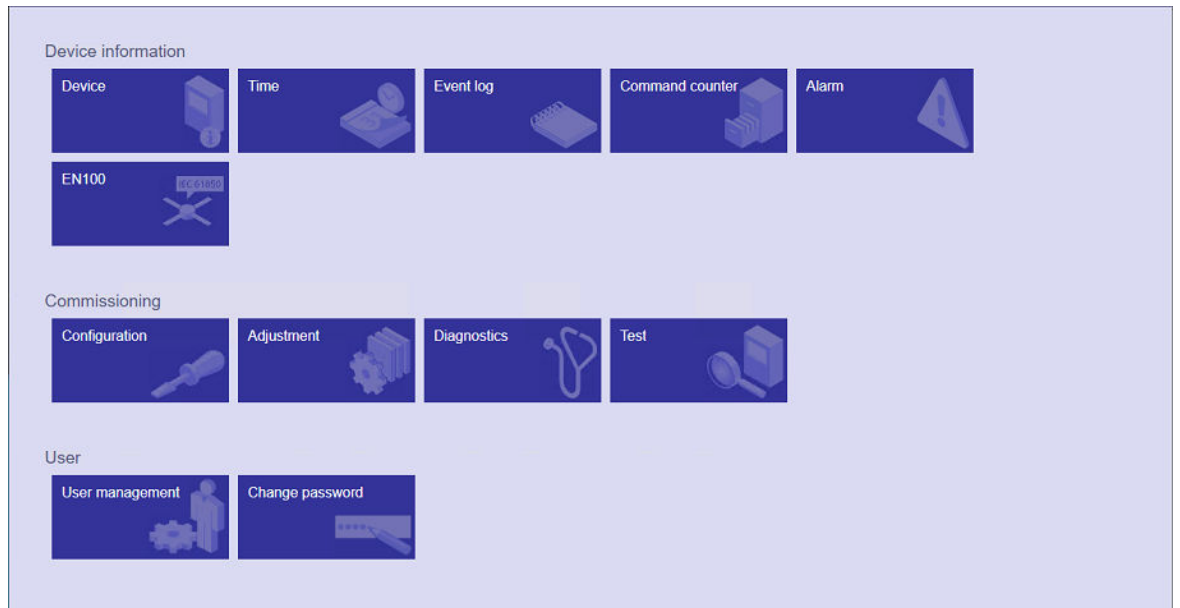 Device information
Device
Time
Event log
Command counter
Alarm
EN100
IEC 61850
Commissioning
Configuration
Adjustment
Diagnostics
Test
User
User management
Change password